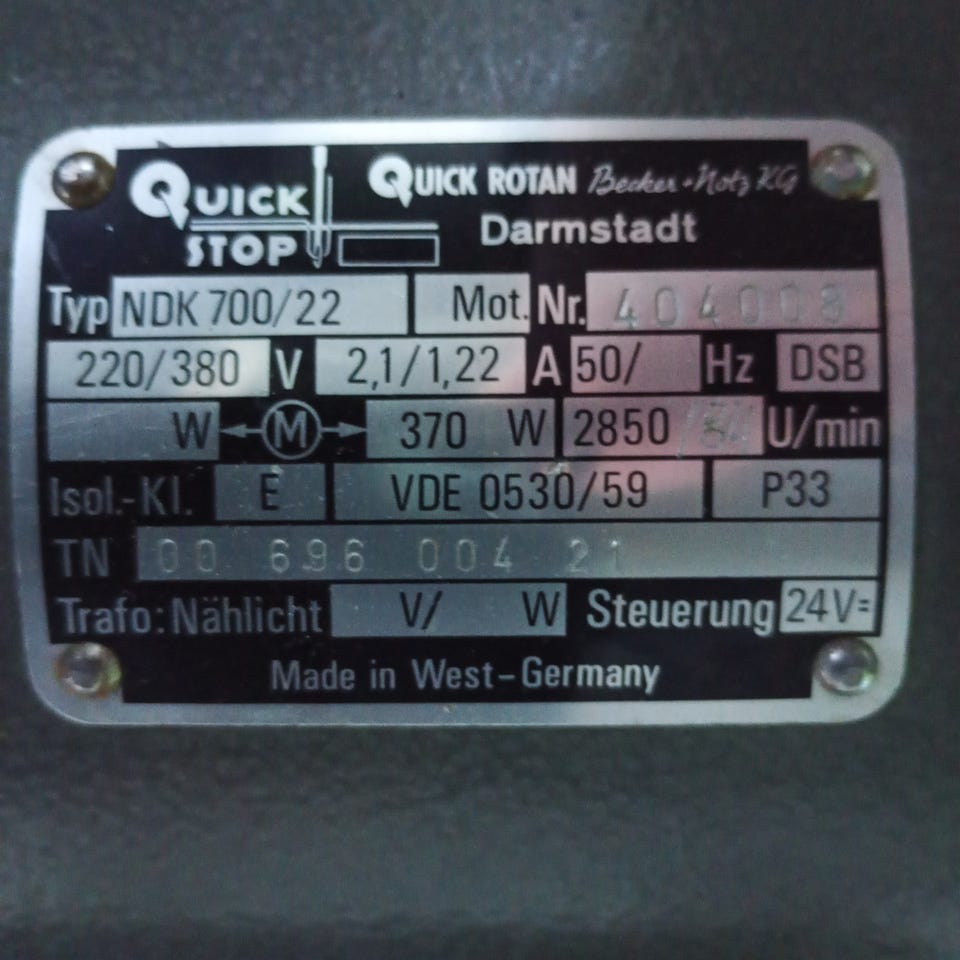 QUICK STOP
QUICK ROTAN Becker + Notz KG
Darmstadt
Typ NDK 700/22 Mot. Nr. 404008
220/380 V 2,1/1,22 A 50/ Hz DSB
W M 370 W 2850/ U/min
Isol.-Kl. E VDE 0530/59 P33
TN 00 696 004 21
Trafo: Nählicht V/ W Steuerung 24V=
Made in West-Germany